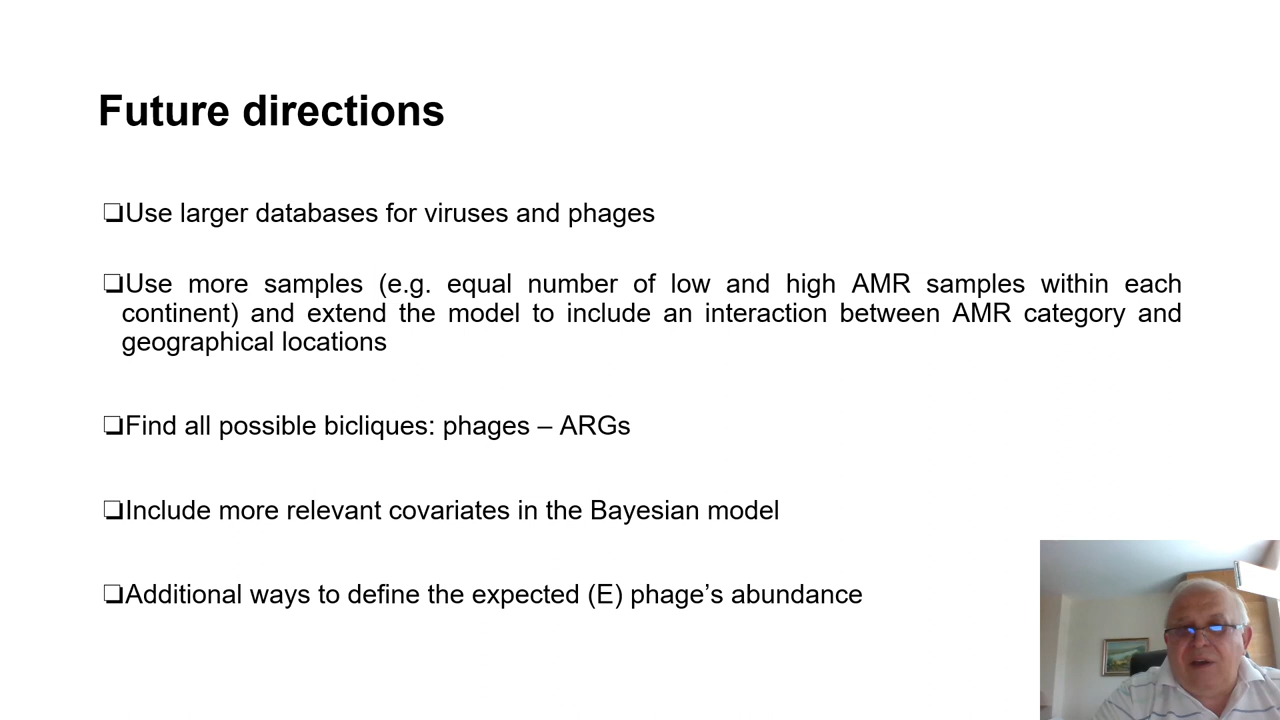 Future directions
❏Use larger databases for viruses and phages
❏Use more samples (e.g. equal number of low and high AMR samples within each
continent) and extend the model to include an interaction between AMR category and
geographical locations
❏Find all possible bicliques: phages – ARGs
❏Include more relevant covariates in the Bayesian model
❏Additional ways to define the expected (E) phage’s abundance